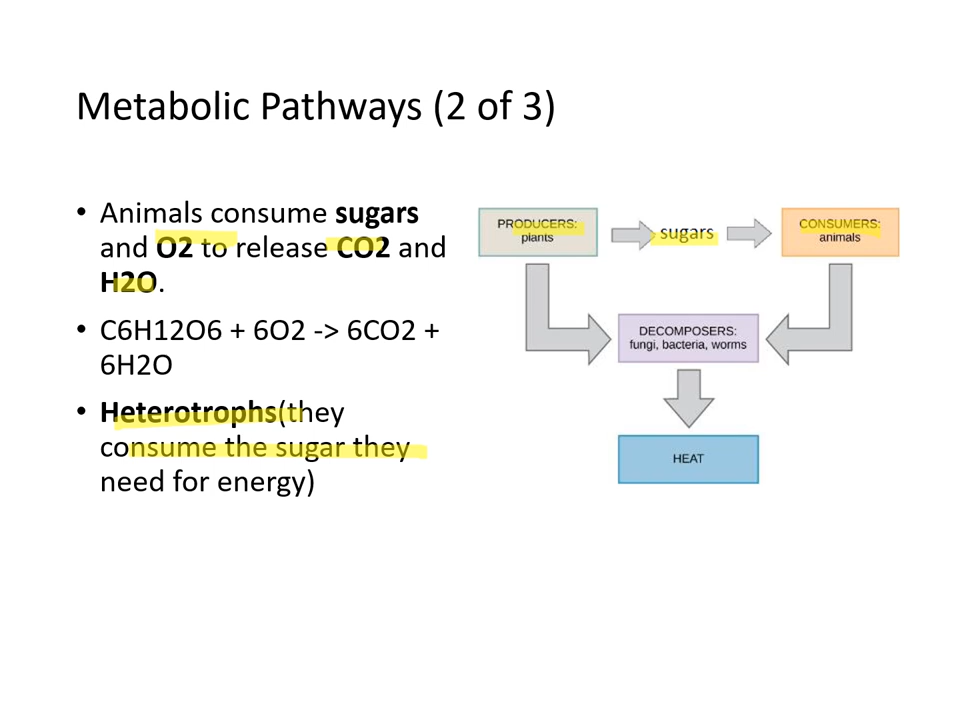 Metabolic Pathways (2 of 3)
• Animals consume sugars
and O2 to release CO2 and
H2O.
• C6H12O6 + 6O2 -> 6CO2 +
6H2O
• Heterotrophs(they
consume the sugar they
need for energy)
PRODUCERS:
plants
sugars
CONSUMERS:
animals
DECOMPOSERS:
fungi, bacteria, worms
HEAT